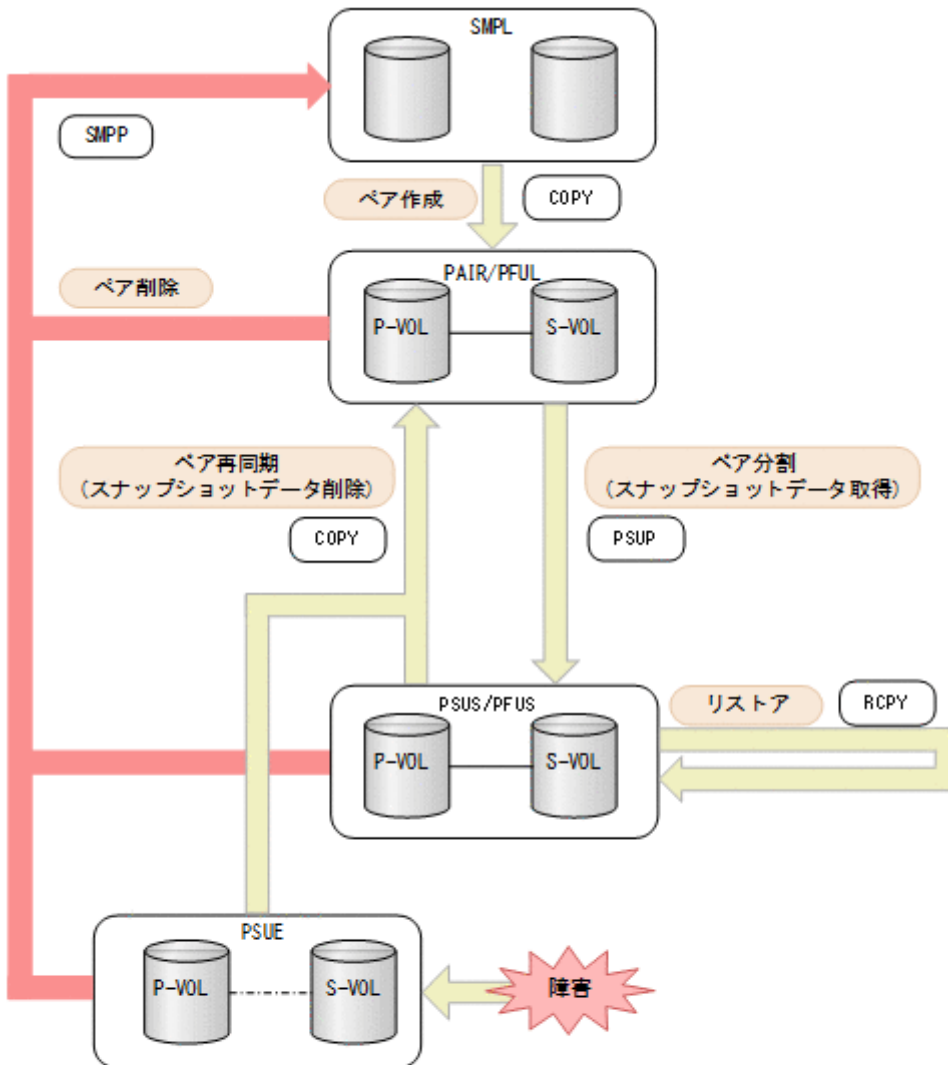 SMPL
SMPP
ペア作成
COPY
PAIR/PFUL
ペア削除
P-VOL
S-VOL
ペア再同期
(スナップショットデータ削除)
COPY
ペア分割
(スナップショットデータ取得)
PSUP
PSUS/PFUS
リストア
RCPY
P-VOL
S-VOL
PSUE
P-VOL
S-VOL
障害